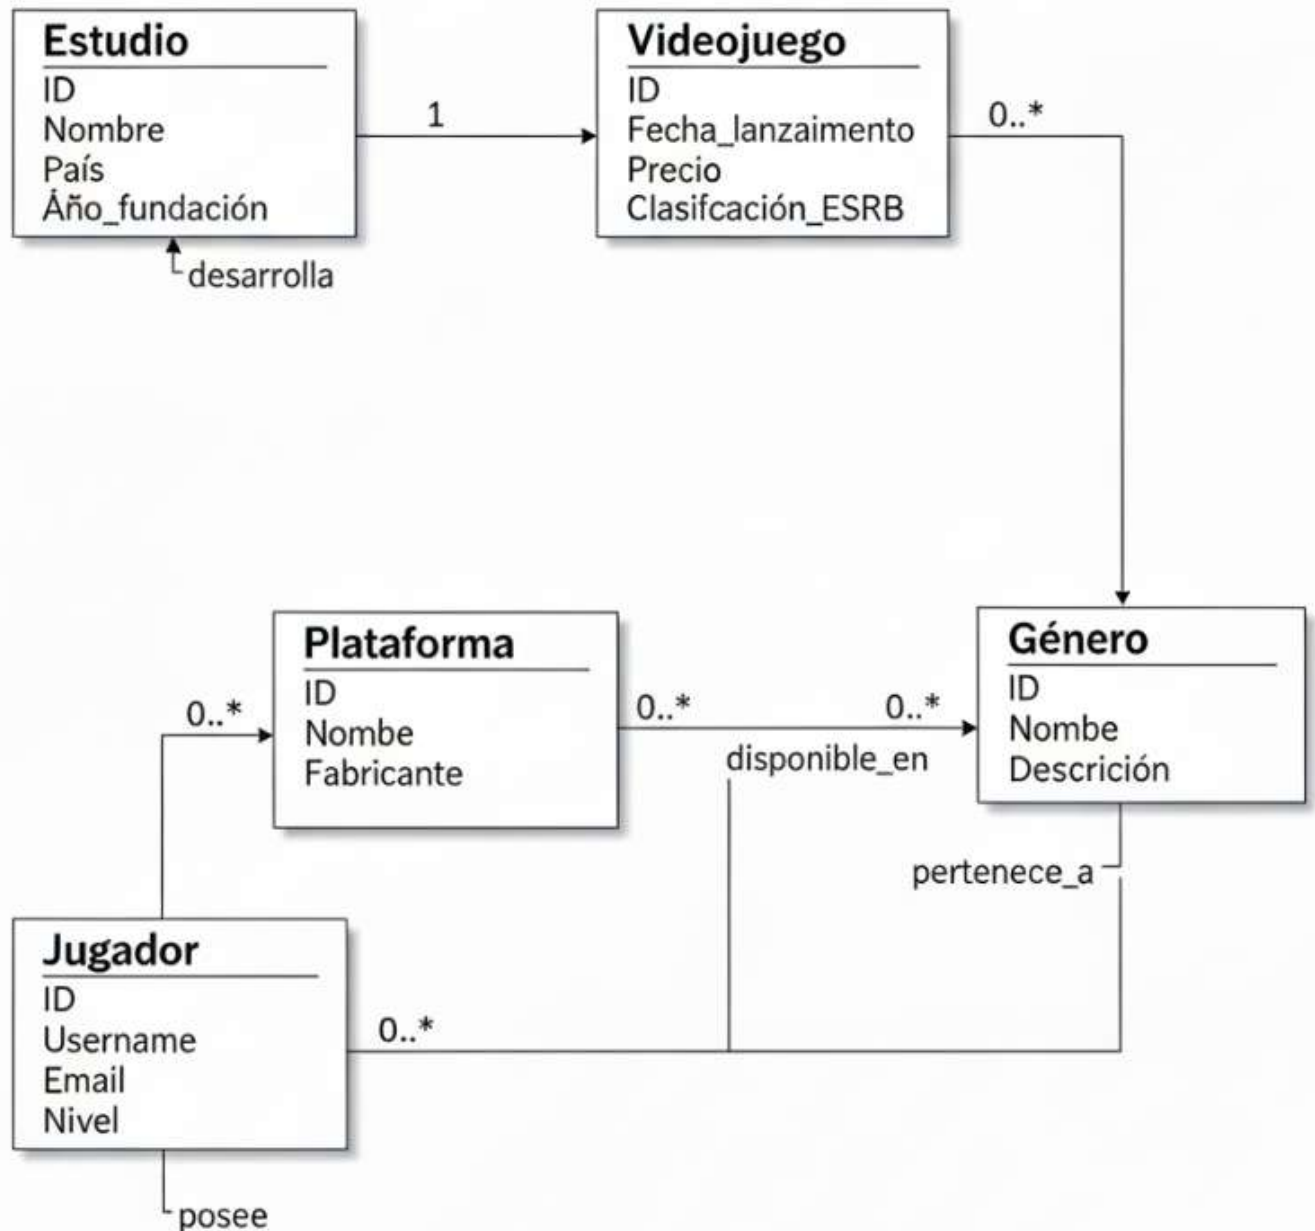 Estudio
ID
Nombre
País
Áño_fundación
desarrolla
1
Videojuego
ID
Fecha_lanzaimento
Precio
Clasifcación_ESRB
0..*
Plataforma
ID
Nombe
Fabricante
0..*
0..*
0..*
disponible_en
Género
ID
Nombe
Descrición
pertenece_a
Jugador
ID
Username
Email
Nivel
0..*
posee